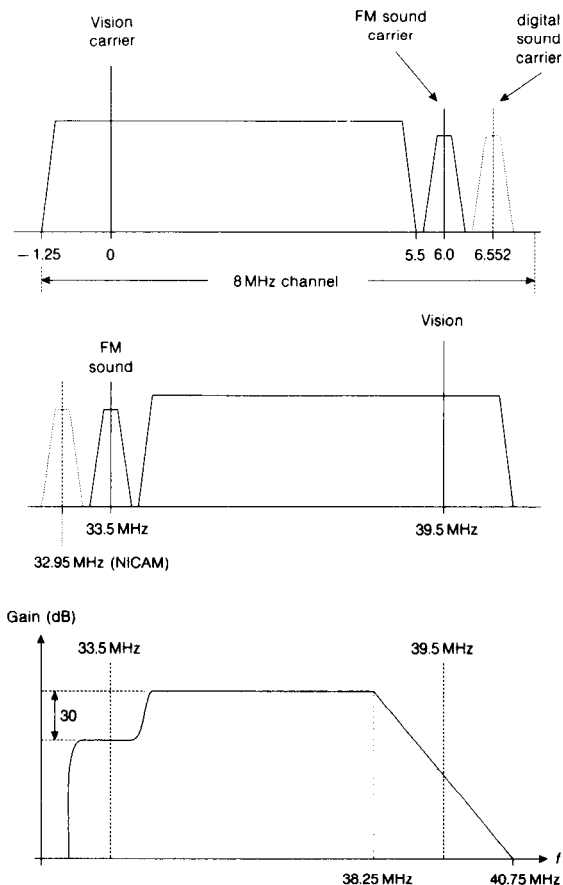 Vision
carrier
FM sound
carrier
digital
sound
carrier
– 1.25
0
5.5
6.0
6.552
8 MHz channel
FM
sound
Vision
33.5 MHz
39.5 MHz
32.95 MHz (NICAM)
Gain (dB)
33.5 MHz
39.5 MHz
30
f
38.25 MHz
40.75 MHz